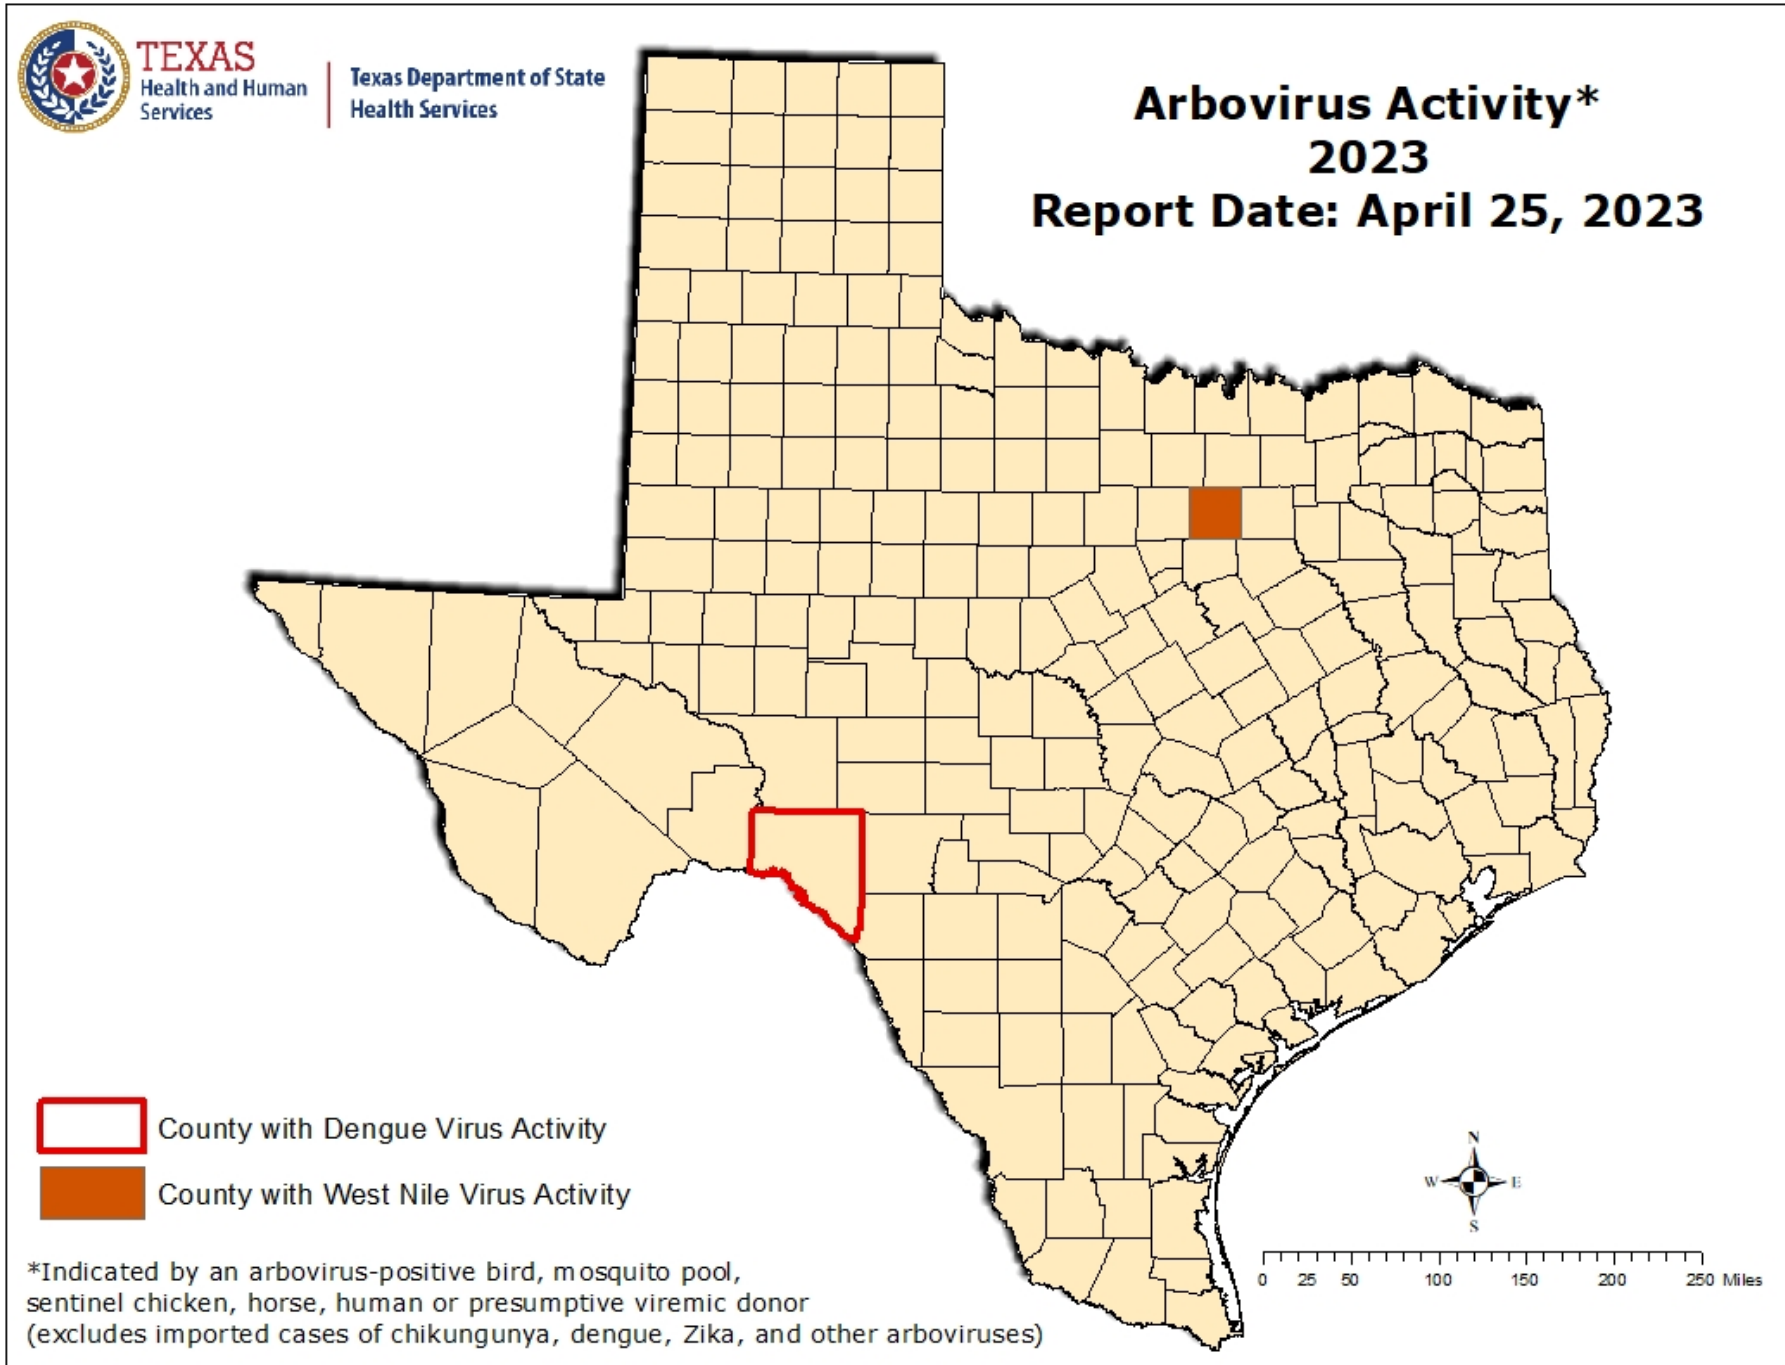 TEXAS
Health and Human
Services
Texas Department of State
Health Services
Arbovirus Activity*
2023
Report Date: April 25, 2023
County with Dengue Virus Activity
County with West Nile Virus Activity
N
W E
S
0 25 50 100 150 200 250 Miles
*Indicated by an arbovirus-positive bird, mosquito pool,
sentinel chicken, horse, human or presumptive viremic donor
(excludes imported cases of chikungunya, dengue, Zika, and other arboviruses)